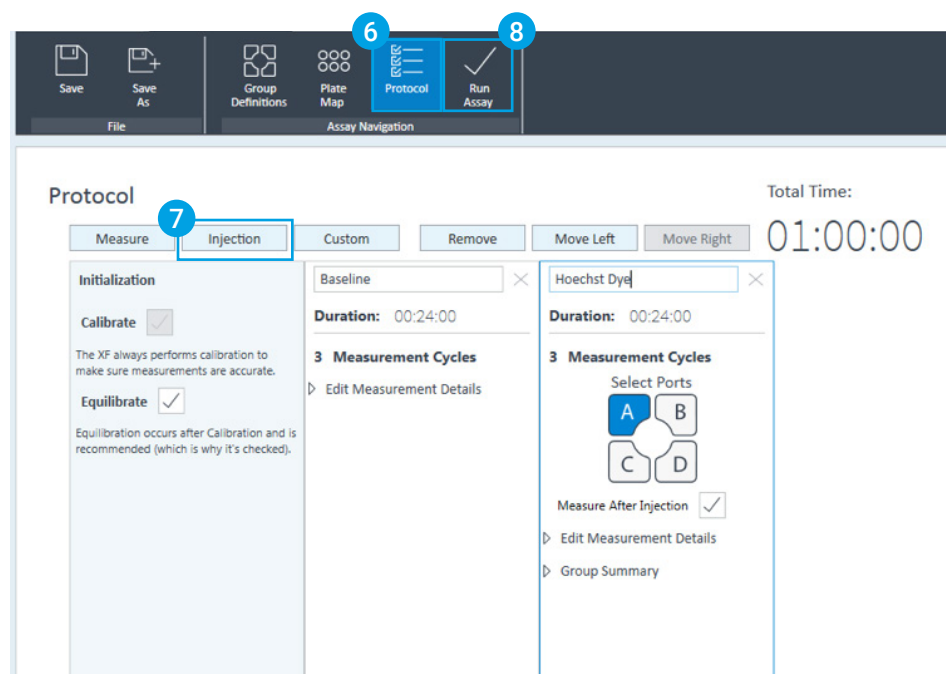 6
8
Save
Save As
Group Definitions
Plate Map
Protocol
Run Assay
File
Assay Navigation
Protocol
Total Time:
01:00:00
7
Measure
Injection
Custom
Remove
Move Left
Move Right
Initialization
Calibrate
The XF always performs calibration to
make sure measurements are accurate.
Equilibrate
Equilibration occurs after Calibration and is
recommended (which is why it's checked).
Baseline
Duration: 00:24:00
3 Measurement Cycles
Edit Measurement Details
Hoechst Dye
Duration: 00:24:00
3 Measurement Cycles
Select Ports
A
B
C
D
Measure After Injection
Edit Measurement Details
Group Summary